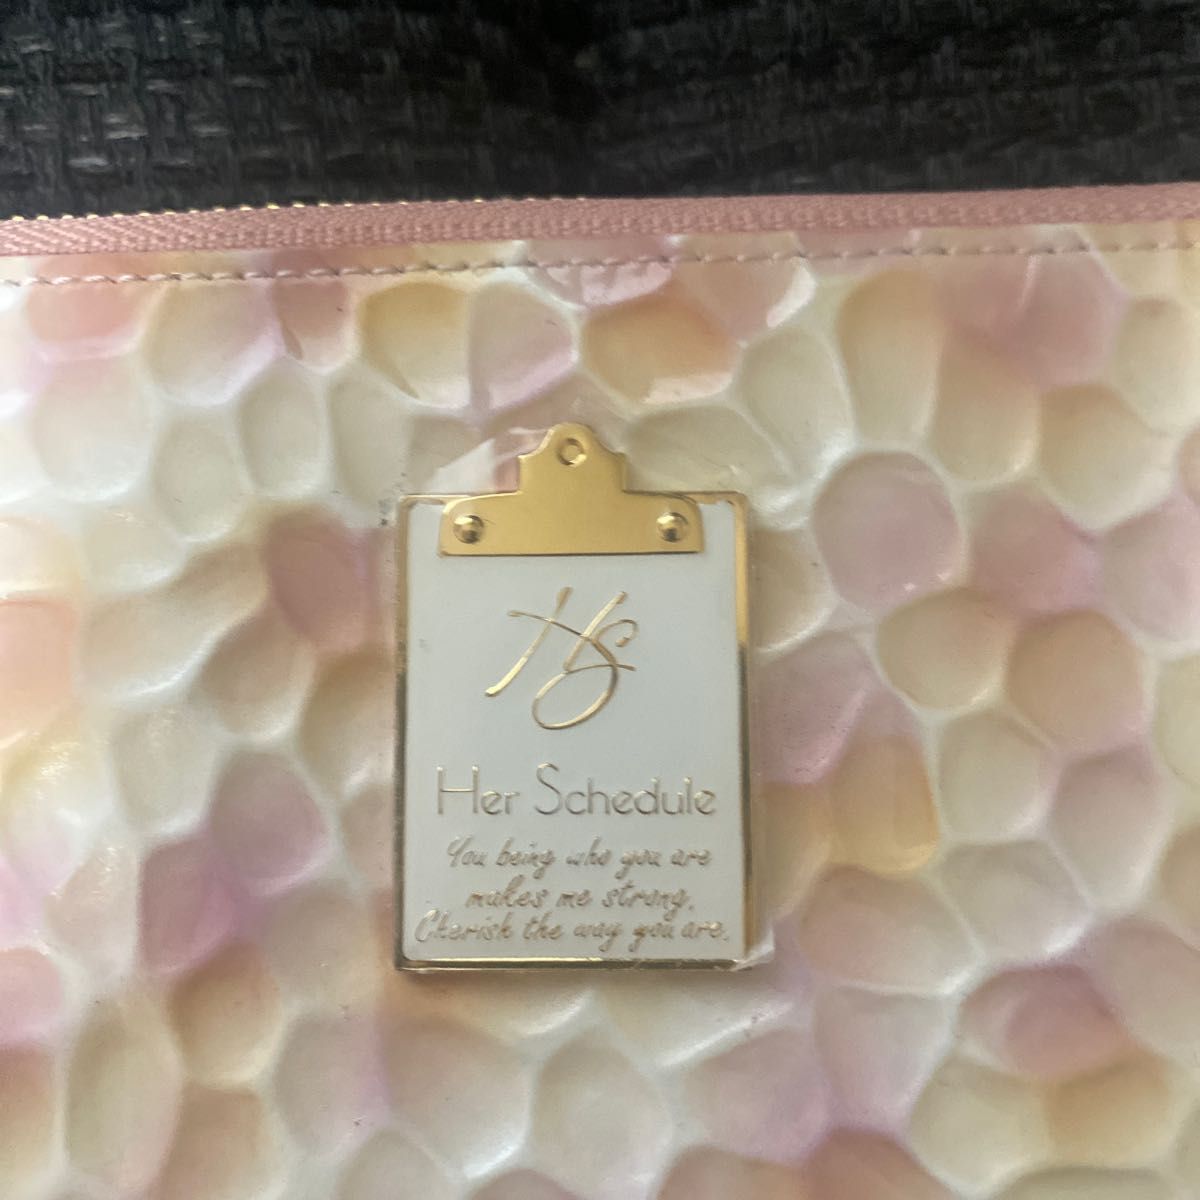 HS
Her Schedule
You being who you are
makes me strong.
Cherish the way you are.